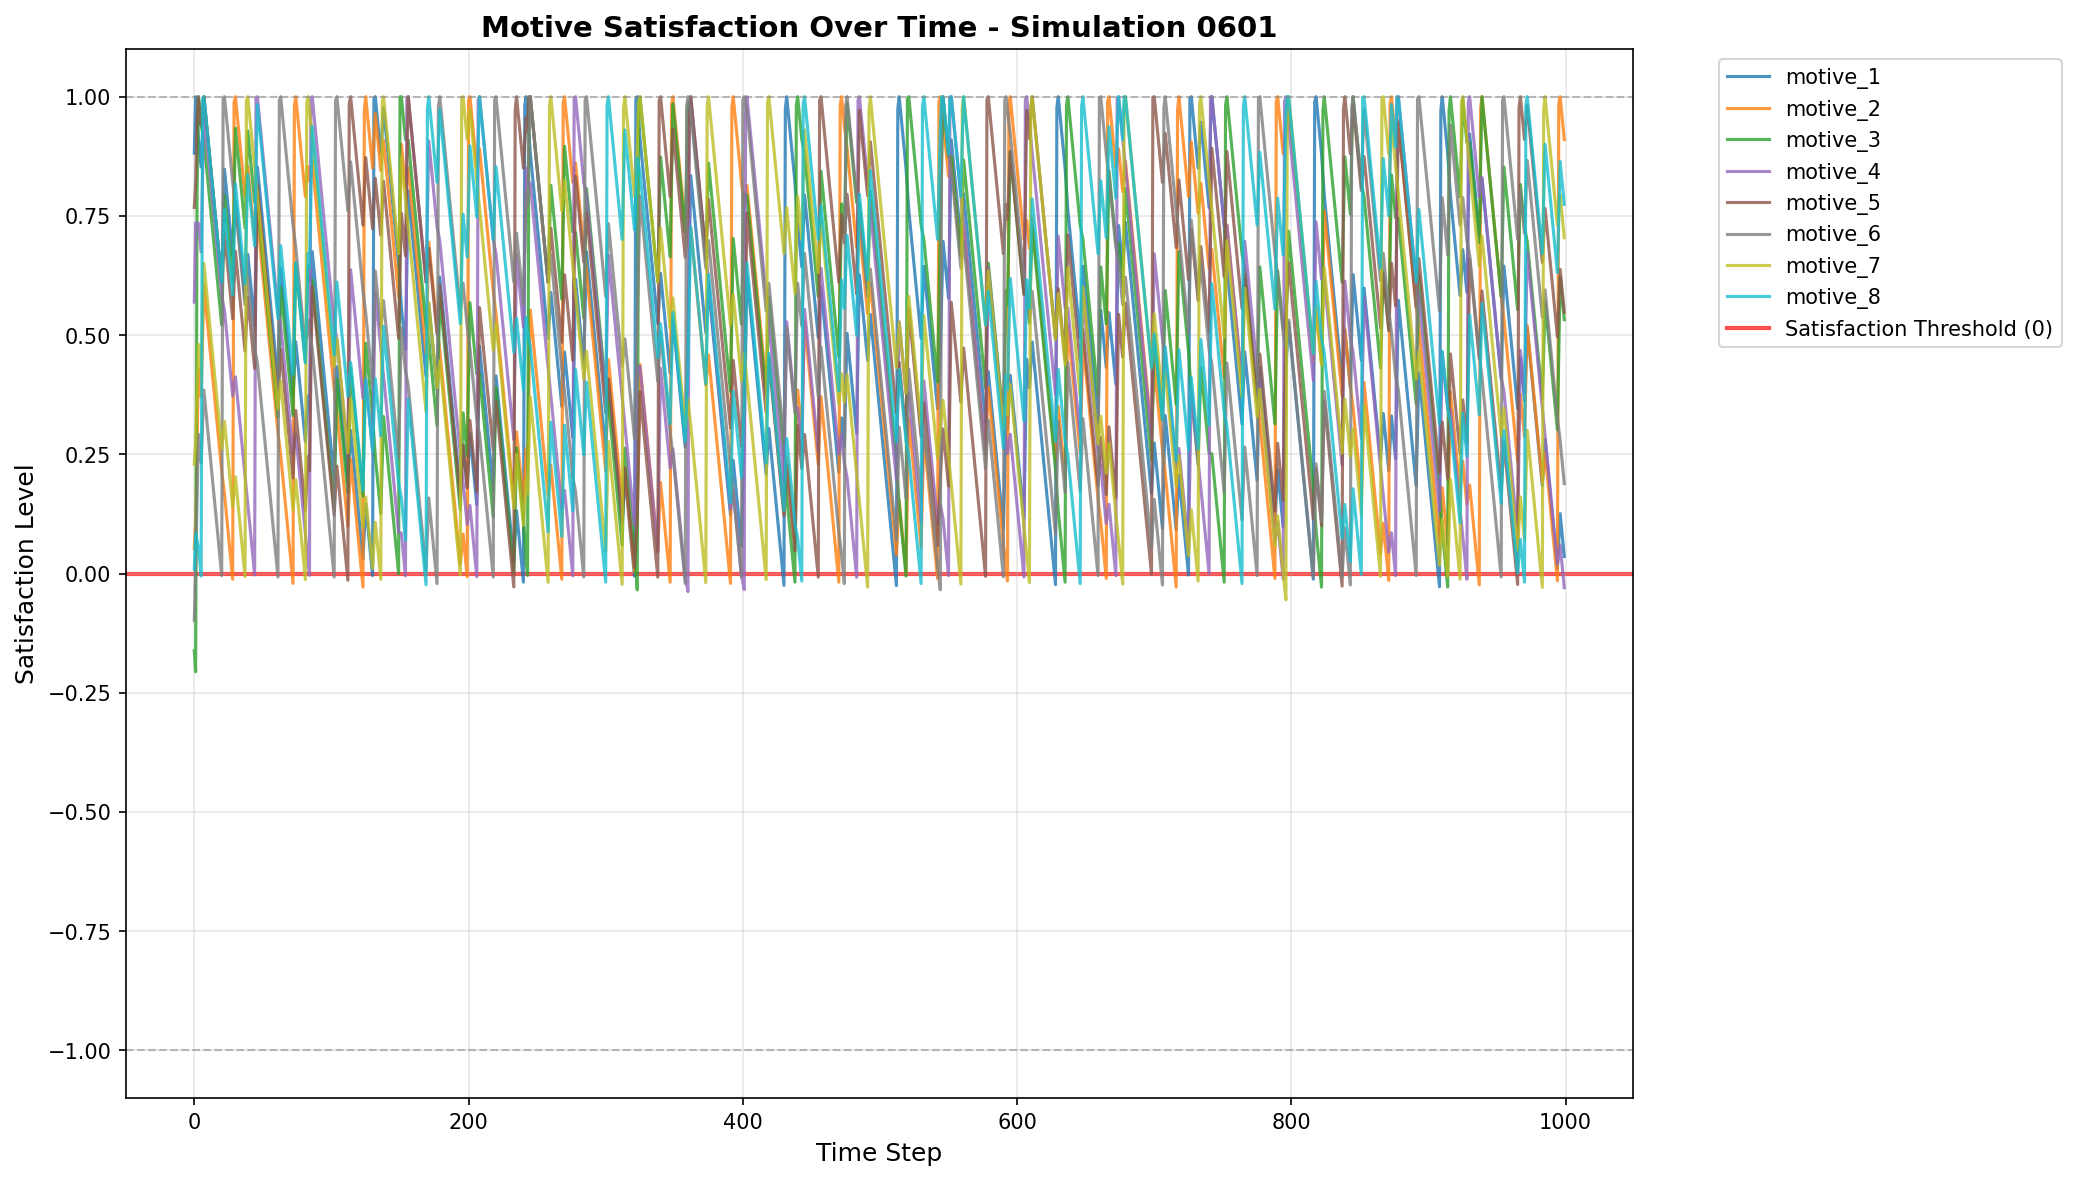 Motive Satisfaction Over Time - Simulation 0601
Satisfaction Level
1.00
0.75
0.50
0.25
0.00
−0.25
−0.50
−0.75
−1.00
0
200
400
600
800
1000
Time Step
motive_1
motive_2
motive_3
motive_4
motive_5
motive_6
motive_7
motive_8
Satisfaction Threshold (0)